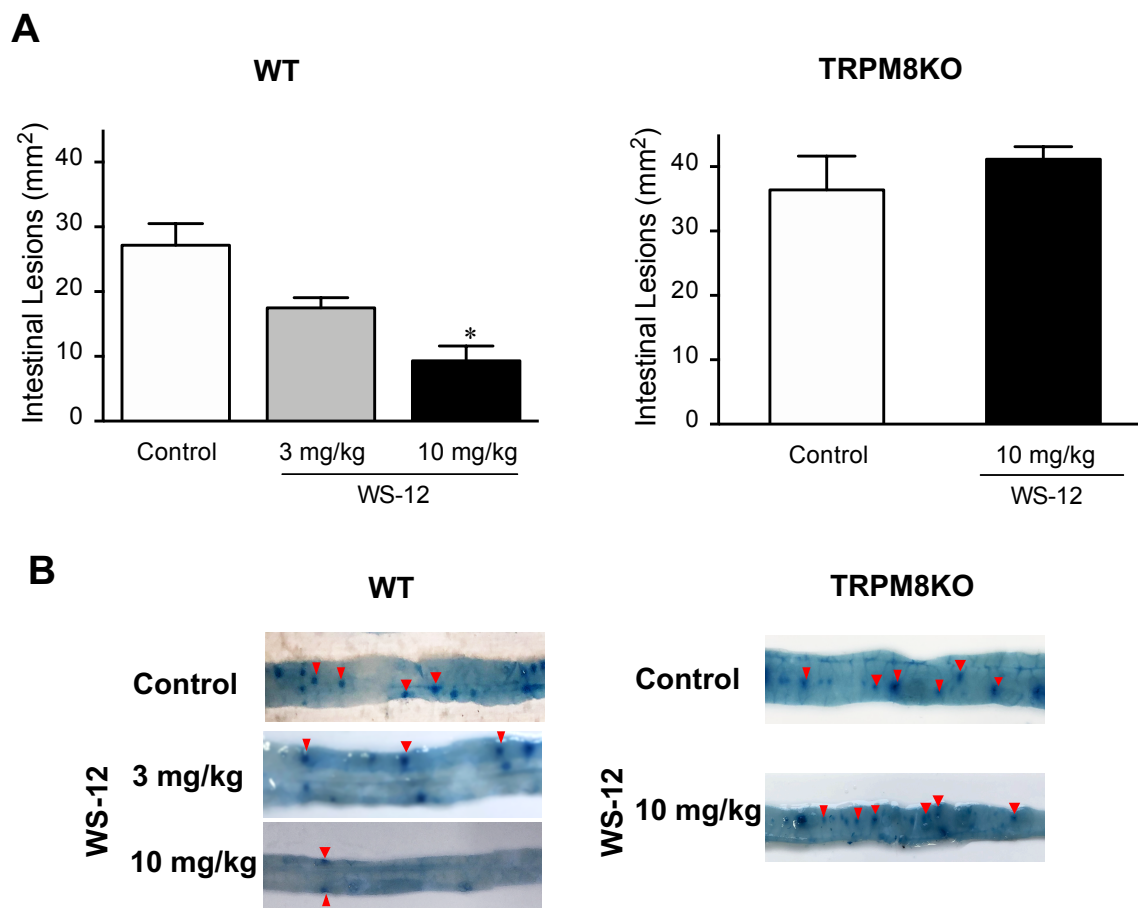 A
WT
TRPM8KO
Intestinal Lesions (mm²)
40
30
20
10
0
*
Control
3 mg/kg
10 mg/kg
WS-12
Intestinal Lesions (mm²)
40
30
20
10
0
Control
10 mg/kg
WS-12
B
WT
TRPM8KO
Control
WS-12
3 mg/kg
10 mg/kg
Control
WS-12
10 mg/kg